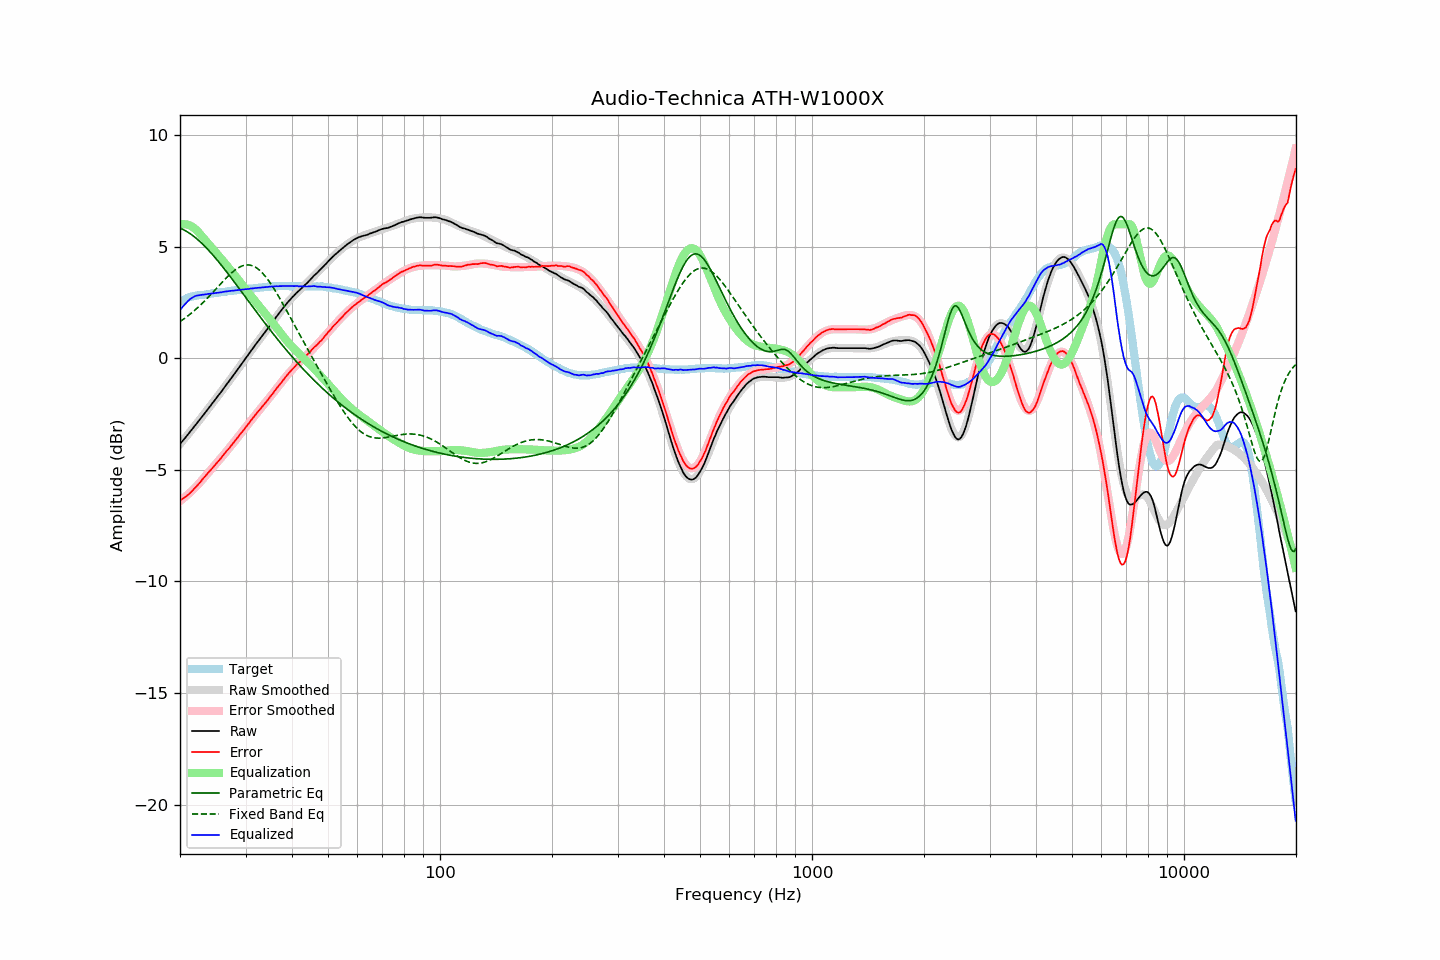 Audio-Technica ATH-W1000X
10
5
0
−5
−10
−15
−20
Amplitude (dBr)
Target
Raw Smoothed
Error Smoothed
Raw
Error
Equalization
Parametric Eq
Fixed Band Eq
Equalized
100
1000
10000
Frequency (Hz)